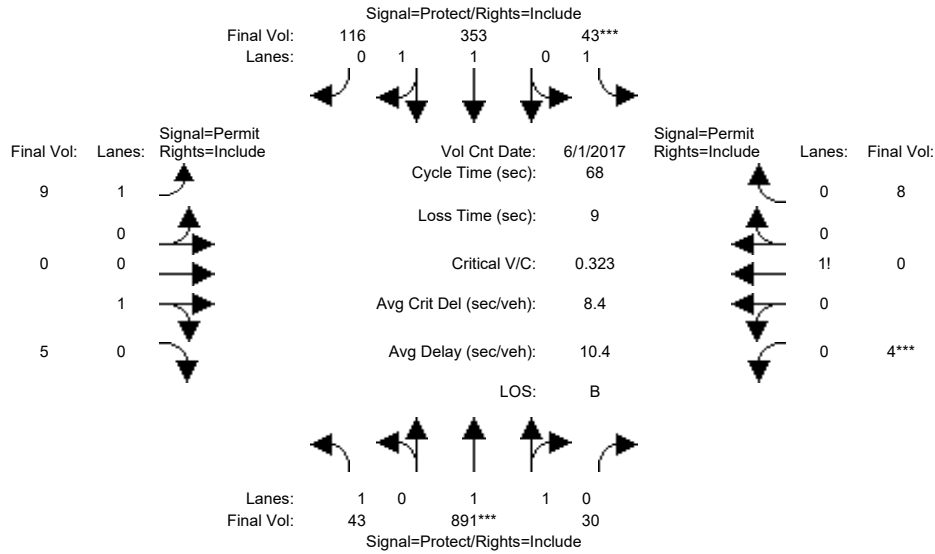 Signal=Protect/Rights=Include
Final Vol: 116 353 43***
Lanes: 0 1 1 0 1
Signal=Permit Signal=Permit
Final Vol: Lanes: Rights=Include Vol Cnt Date: 6/1/2017 Rights=Include Lanes: Final Vol:
Cycle Time (sec): 68
9 1 0 8
Loss Time (sec): 9
0 0
0 0 Critical V/C: 0.323 1! 0
1 Avg Crit Del (sec/veh): 8.4 0
5 0 Avg Delay (sec/veh): 10.4 0 4***
LOS: B
Lanes: 1 0 1 1 0
Final Vol: 43 891*** 30
Signal=Protect/Rights=Include